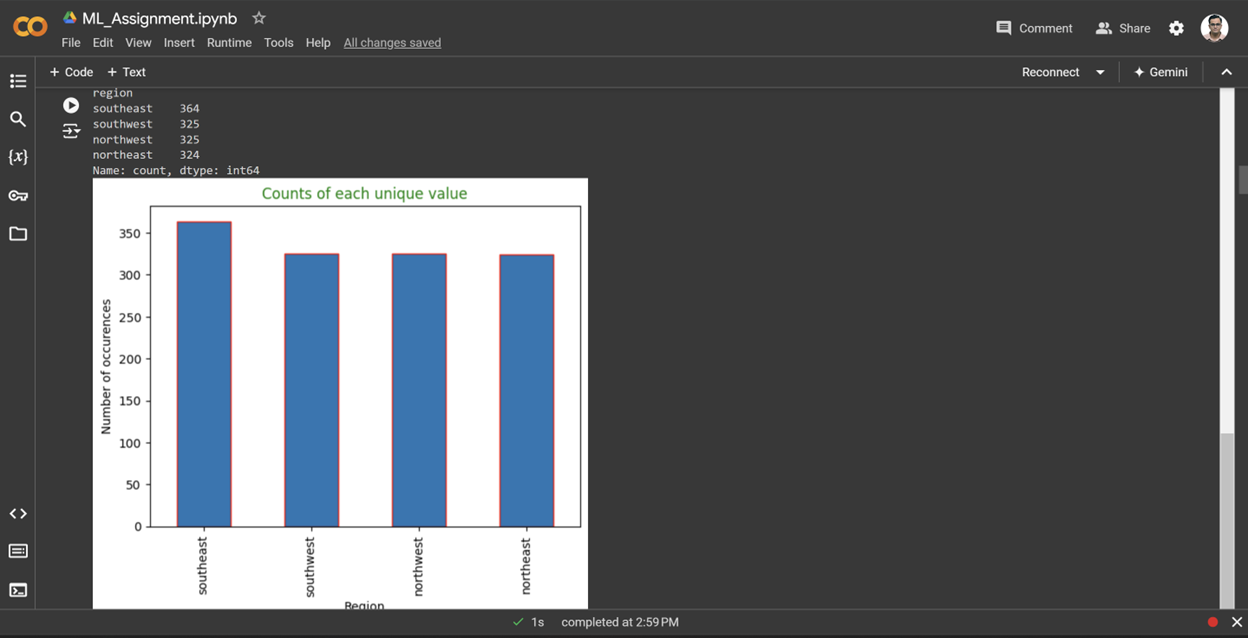 ML_Assignment.ipynb
Comment
Share
File Edit View Insert Runtime Tools Help All changes saved
+ Code + Text
Reconnect
Gemini
region
southeast 364
southwest 325
northwest 325
northeast 324
Name: count, dtype: int64
{x}
Counts of each unique value
Number of occurences
350
300
250
200
150
100
50
0
southeast
southwest
northwest
northeast
Region
1s completed at 2:59 PM